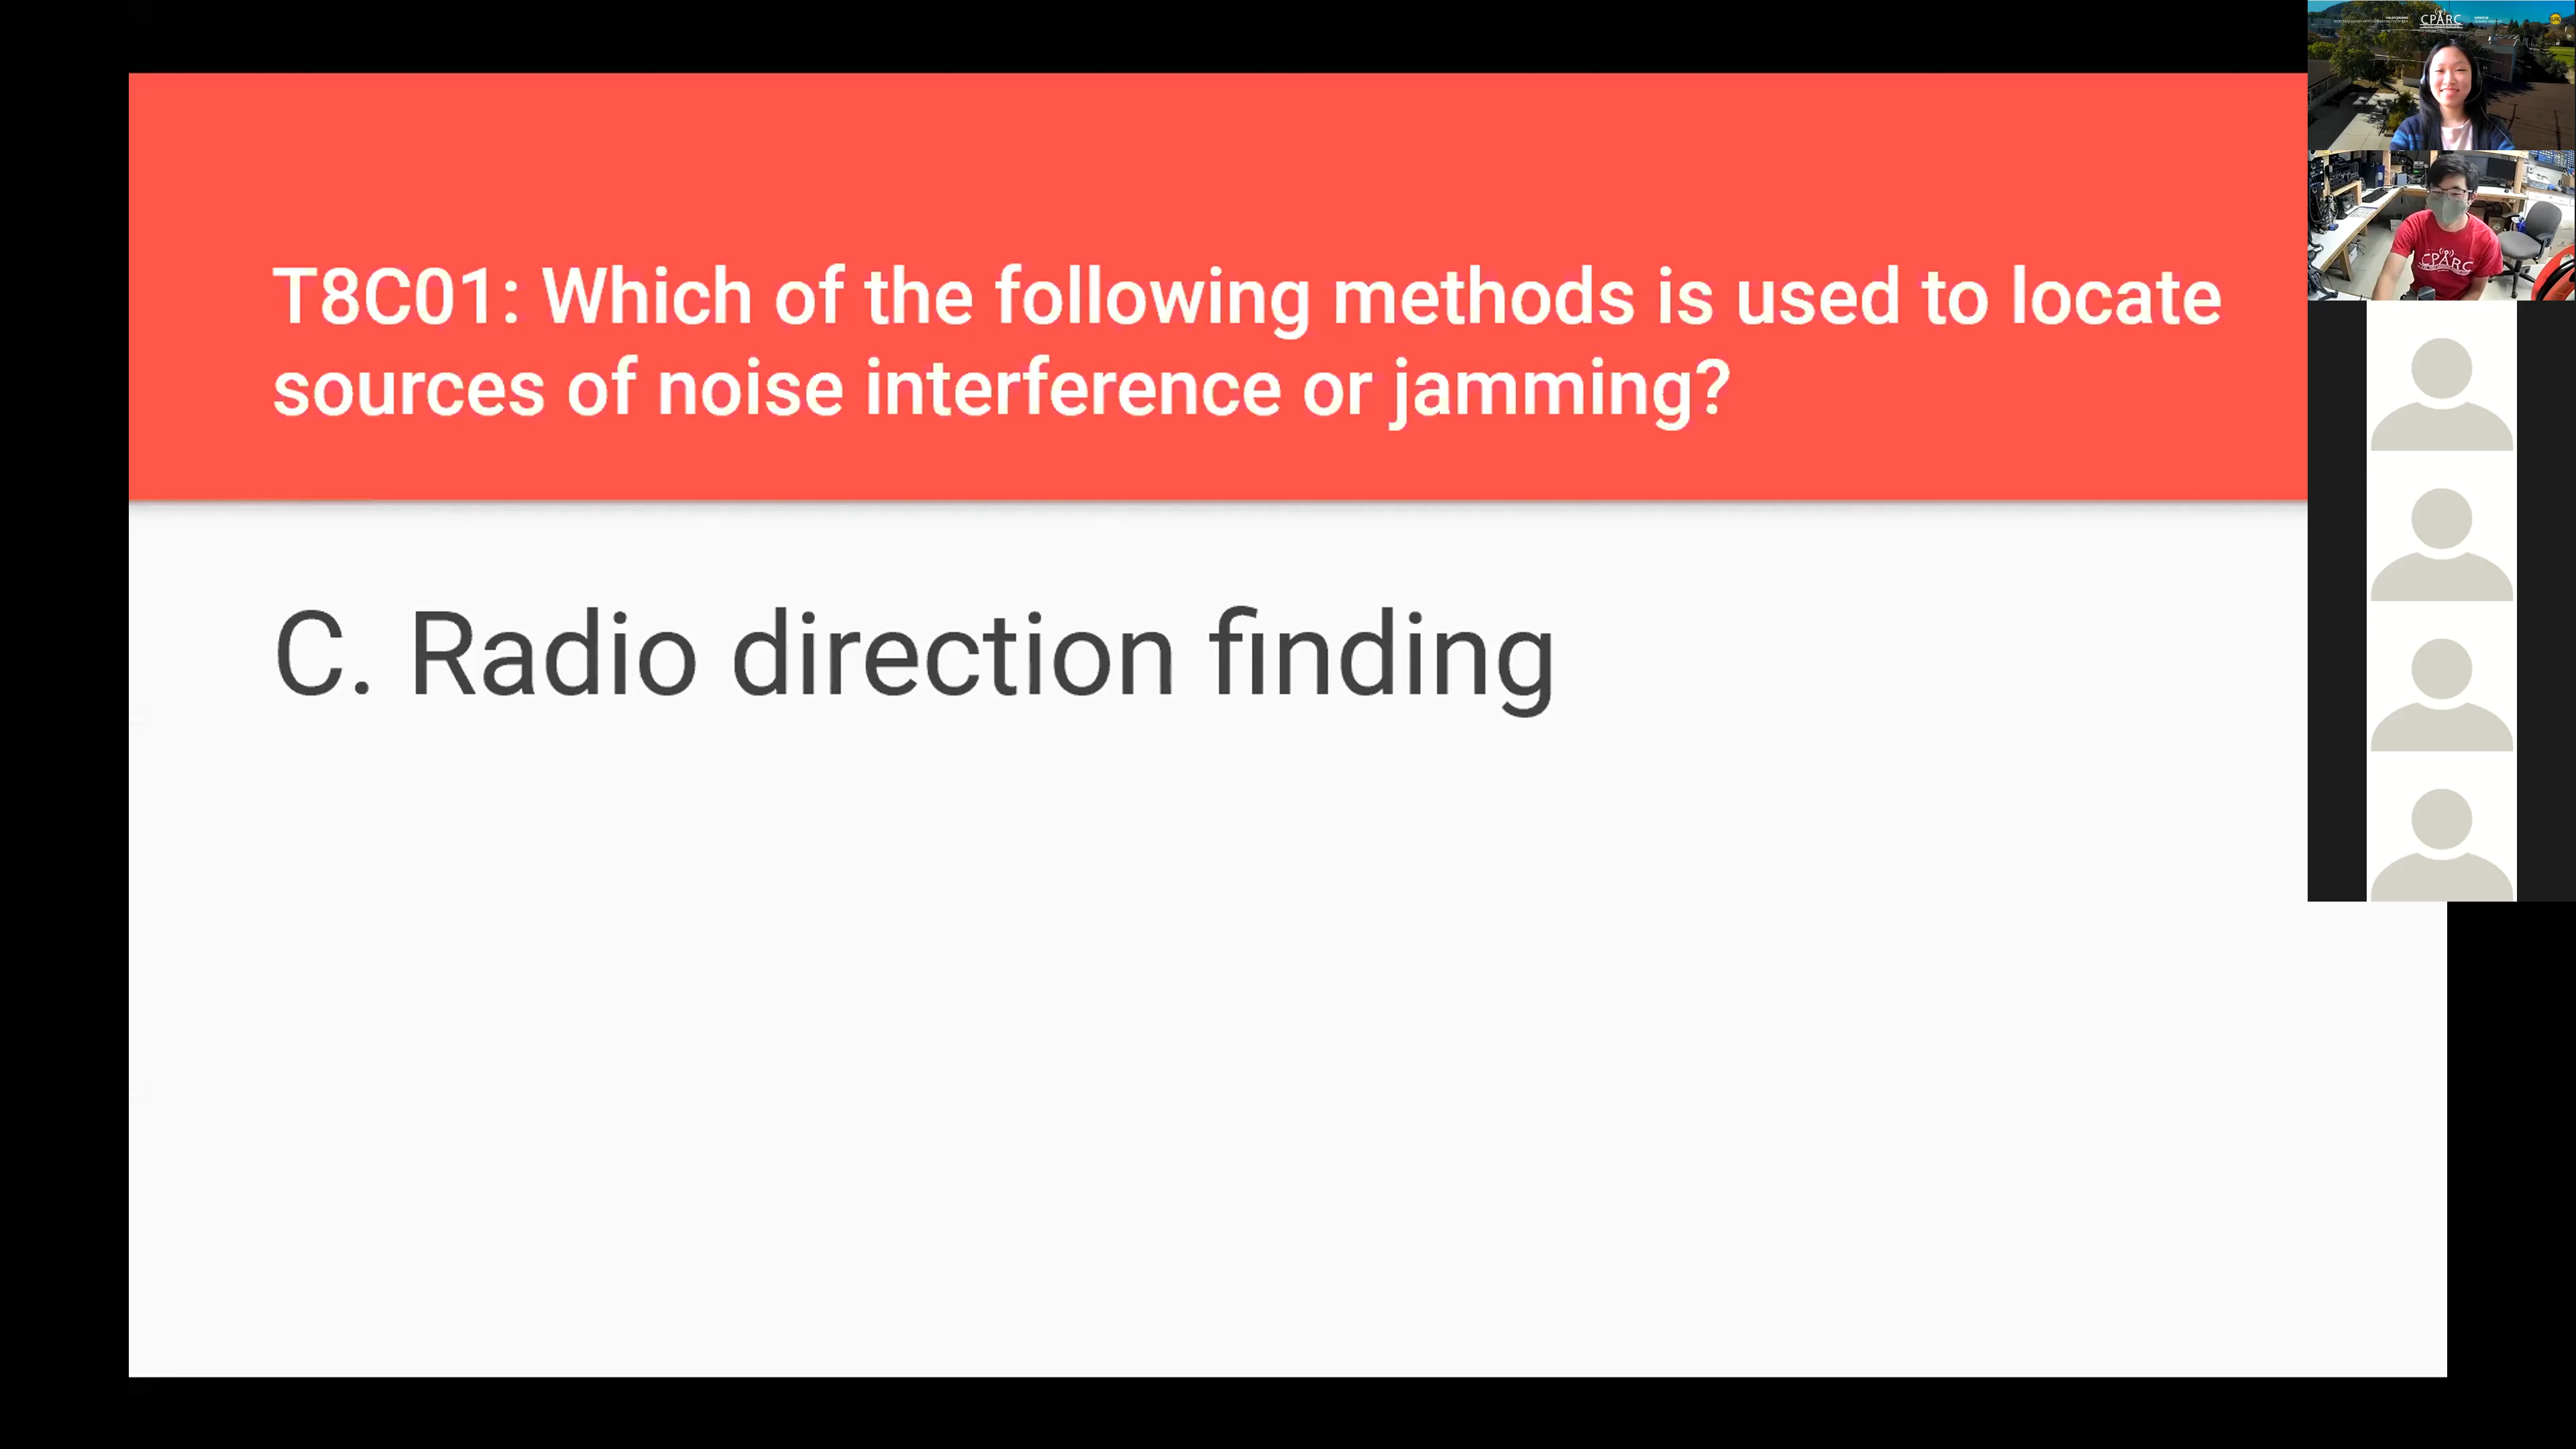 T8C01: Which of the following methods is used to locate
sources of noise interference or jamming?
C. Radio direction finding
CPARC
CPARC